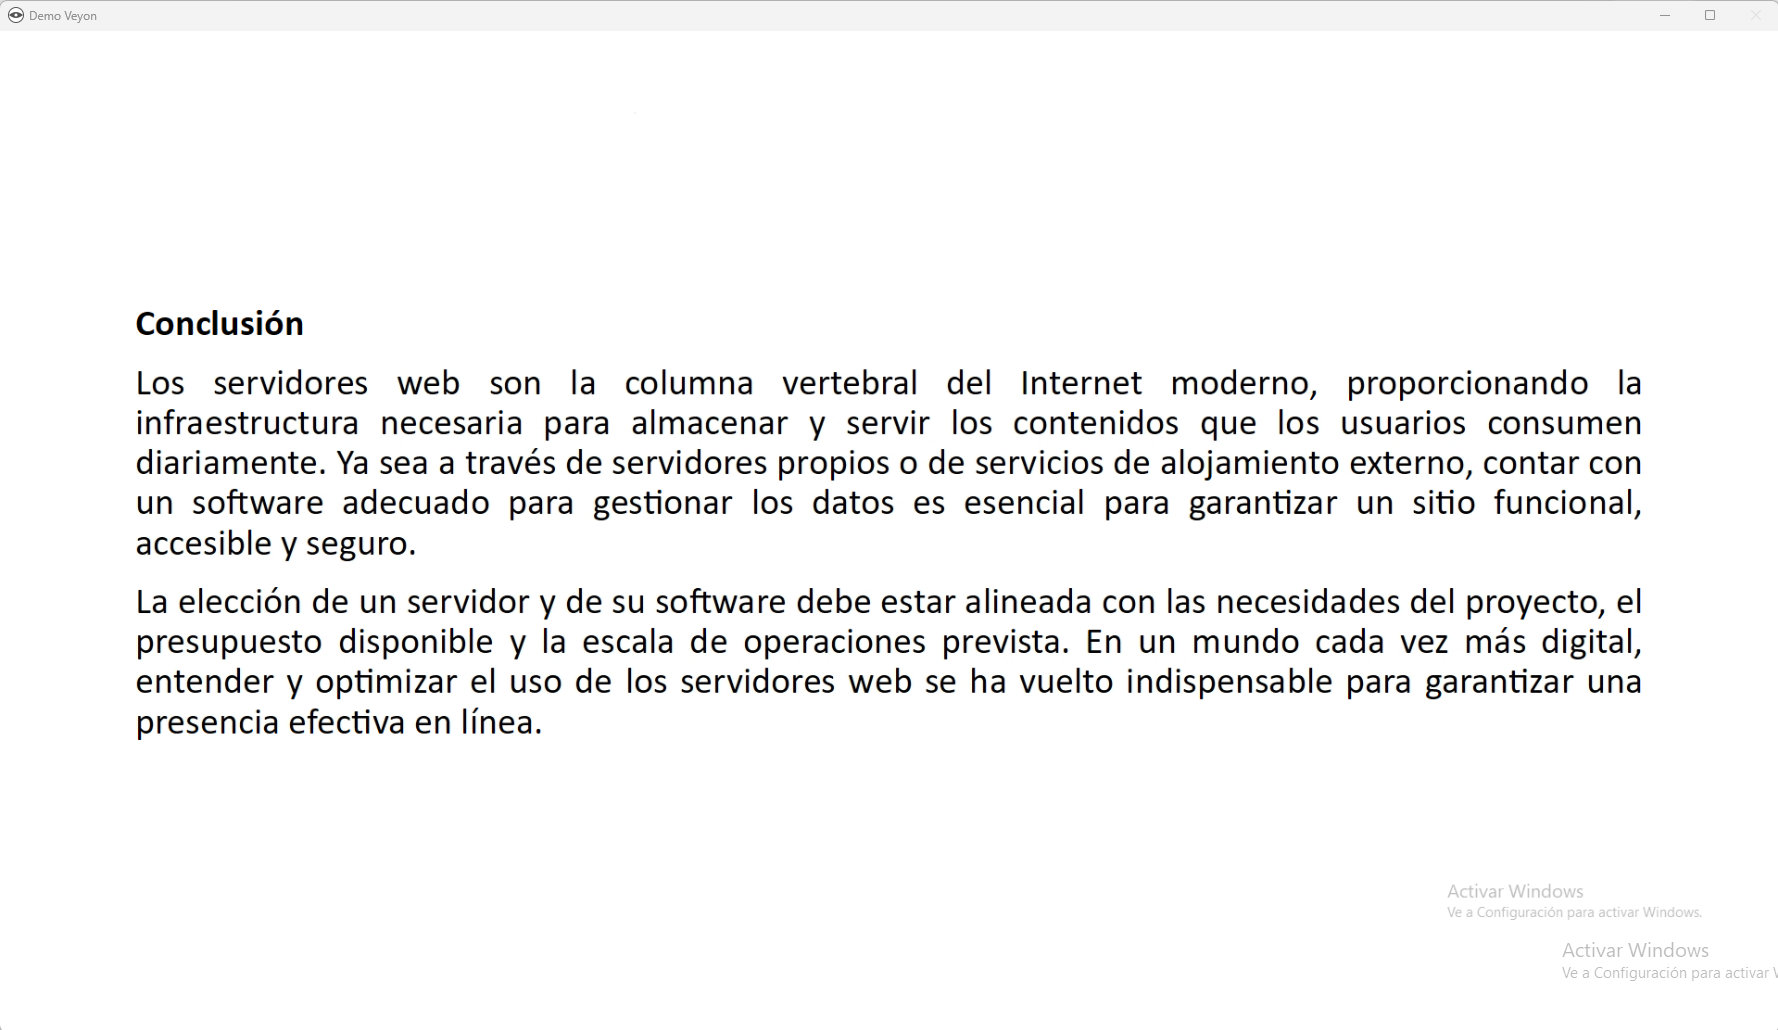 Demo Veyon
Conclusión
Los servidores web son la columna vertebral del Internet moderno, proporcionando la
infraestructura necesaria para almacenar y servir los contenidos que los usuarios consumen
diariamente. Ya sea a través de servidores propios o de servicios de alojamiento externo, contar con
un software adecuado para gestionar los datos es esencial para garantizar un sitio funcional,
accesible y seguro.
La elección de un servidor y de su software debe estar alineada con las necesidades del proyecto, el
presupuesto disponible y la escala de operaciones prevista. En un mundo cada vez más digital,
entender y optimizar el uso de los servidores web se ha vuelto indispensable para garantizar una
presencia efectiva en línea.
Activar Windows
Ve a Configuración para activar Windows.
Activar Windows
Ve a Configuración para activar